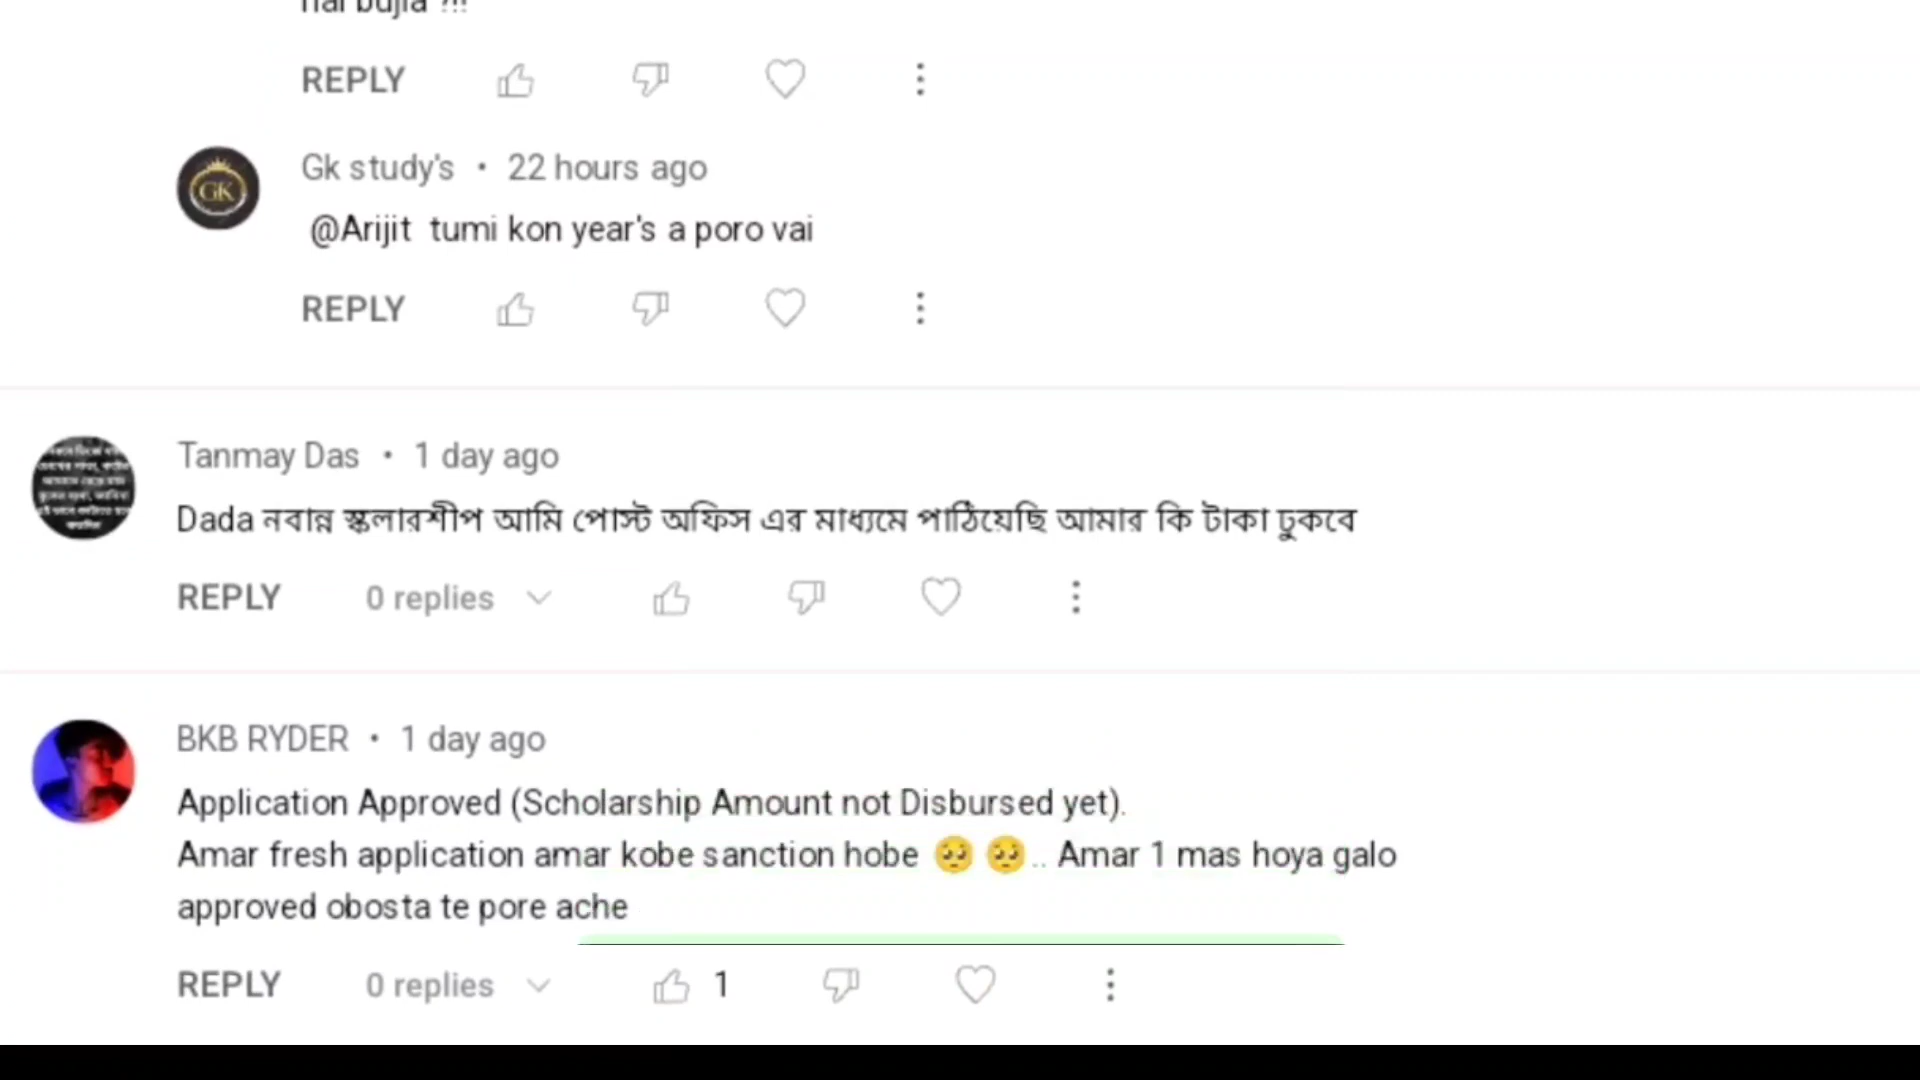 REPLY
GK
Gk study's • 22 hours ago
@Arijit tumi kon year's a poro vai
REPLY
Tanmay Das • 1 day ago
Dada নবান্ন স্কলারশীপ আমি পোস্ট অফিস এর মাধ্যমে পাঠিয়েছি আমার কি টাকা ঢুকবে
REPLY 0 replies
BKB RYDER • 1 day ago
Application Approved (Scholarship Amount not Disbursed yet).
Amar fresh application amar kobe sanction hobe 🥺 🥺 .. Amar 1 mas hoya galo
approved obosta te pore ache
REPLY 0 replies 1